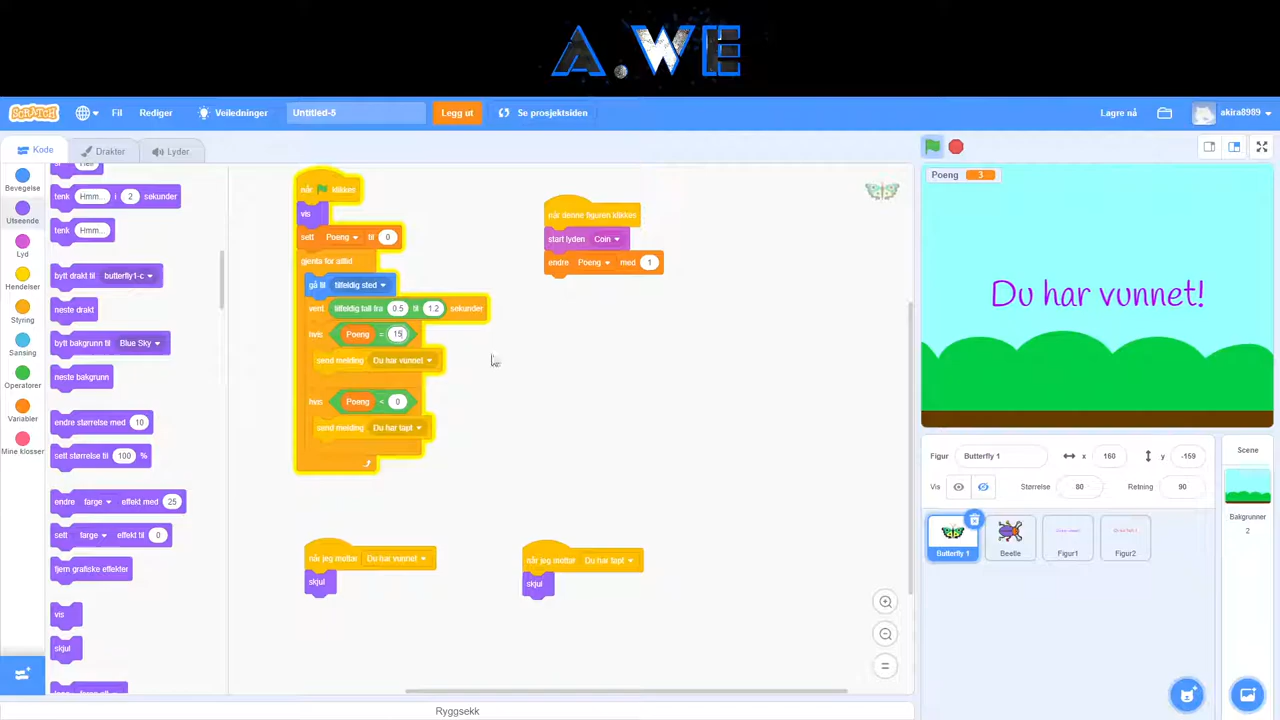 A.WE
SCRATCH
Fil
Rediger
Veiledninger
Untitled-5
Legg ut
Se prosjektsiden
Lagre nå
akira8989
Kode
Drakter
Lyder
Bevegelse
Utseende
Lyd
Hendelser
Styring
Sansing
Operatorer
Variabler
Mine klosser
tenk Hmm... i 2 sekunder
tenk Hmm...
bytt drakt til butterfly1-c
neste drakt
bytt bakgrunn til Blue Sky
neste bakgrunn
endre størrelse med 10
sett størrelse til 100 %
endre farge effekt med 25
sett farge effekt til 0
fjern grafiske effekter
vis
skjul
når klikkes
vis
sett Poeng til 0
gjenta for alltid
gå til tilfeldig sted
vent tilfeldig tall fra 0.5 til 1.2 sekunder
hvis Poeng = 15
send melding Du har vunnet
hvis Poeng < 0
send melding Du har tapt
når denne figuren klikkes
start lyden Coin
endre Poeng med 1
når jeg mottar Du har vunnet
skjul
når jeg mottar Du har tapt
skjul
Poeng 3
Du har vunnet!
Figur Butterfly 1 x 160 y -159
Vis Størrelse 80 Retning 90
Butterfly 1
Beetle
Figur1
Figur2
Scene
Bakgrunner
2
Ryggsekk